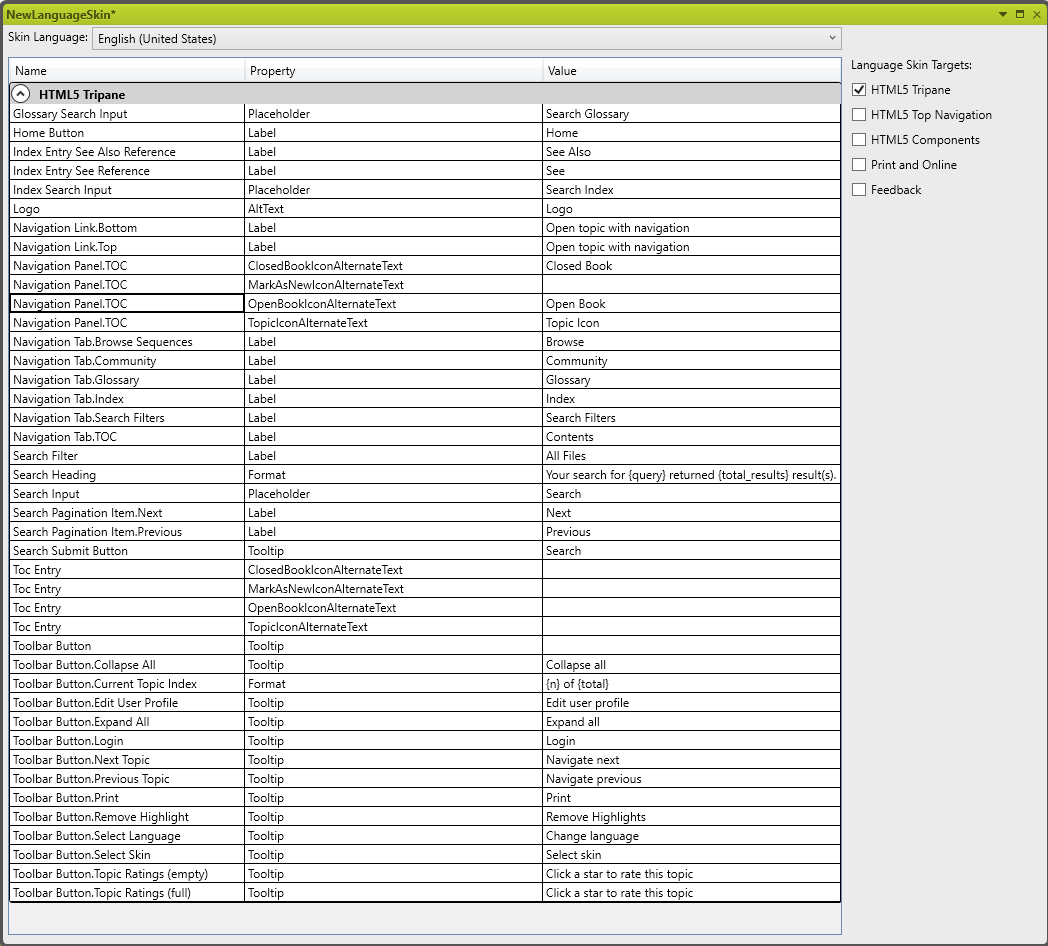 NewLanguageSkin*
Skin Language: English (United States)
Language Skin Targets:
Name Property Value
HTML5 Tripane
HTML5 Tripane
HTML5 Top Navigation
HTML5 Components
Print and Online
Feedback
Glossary Search Input Placeholder Search Glossary
Home Button Label Home
Index Entry See Also Reference Label See Also
Index Entry See Reference Label See
Index Search Input Placeholder Search Index
Logo AltText Logo
Navigation Link.Bottom Label Open topic with navigation
Navigation Link.Top Label Open topic with navigation
Navigation Panel.TOC ClosedBookIconAlternateText Closed Book
Navigation Panel.TOC MarkAsNewIconAlternateText
Navigation Panel.TOC OpenBookIconAlternateText Open Book
Navigation Panel.TOC TopicIconAlternateText Topic Icon
Navigation Tab.Browse Sequences Label Browse
Navigation Tab.Community Label Community
Navigation Tab.Glossary Label Glossary
Navigation Tab.Index Label Index
Navigation Tab.Search Filters Label Search Filters
Navigation Tab.TOC Label Contents
Search Filter Label All Files
Search Heading Format Your search for {query} returned {total_results} result(s).
Search Input Placeholder Search
Search Pagination Item.Next Label Next
Search Pagination Item.Previous Label Previous
Search Submit Button Tooltip Search
Toc Entry ClosedBookIconAlternateText
Toc Entry MarkAsNewIconAlternateText
Toc Entry OpenBookIconAlternateText
Toc Entry TopicIconAlternateText
Toolbar Button Tooltip
Toolbar Button.Collapse All Tooltip Collapse all
Toolbar Button.Current Topic Index Format {n} of {total}
Toolbar Button.Edit User Profile Tooltip Edit user profile
Toolbar Button.Expand All Tooltip Expand all
Toolbar Button.Login Tooltip Login
Toolbar Button.Next Topic Tooltip Navigate next
Toolbar Button.Previous Topic Tooltip Navigate previous
Toolbar Button.Print Tooltip Print
Toolbar Button.Remove Highlight Tooltip Remove Highlights
Toolbar Button.Select Language Tooltip Change language
Toolbar Button.Select Skin Tooltip Select skin
Toolbar Button.Topic Ratings (empty) Tooltip Click a star to rate this topic
Toolbar Button.Topic Ratings (full) Tooltip Click a star to rate this topic